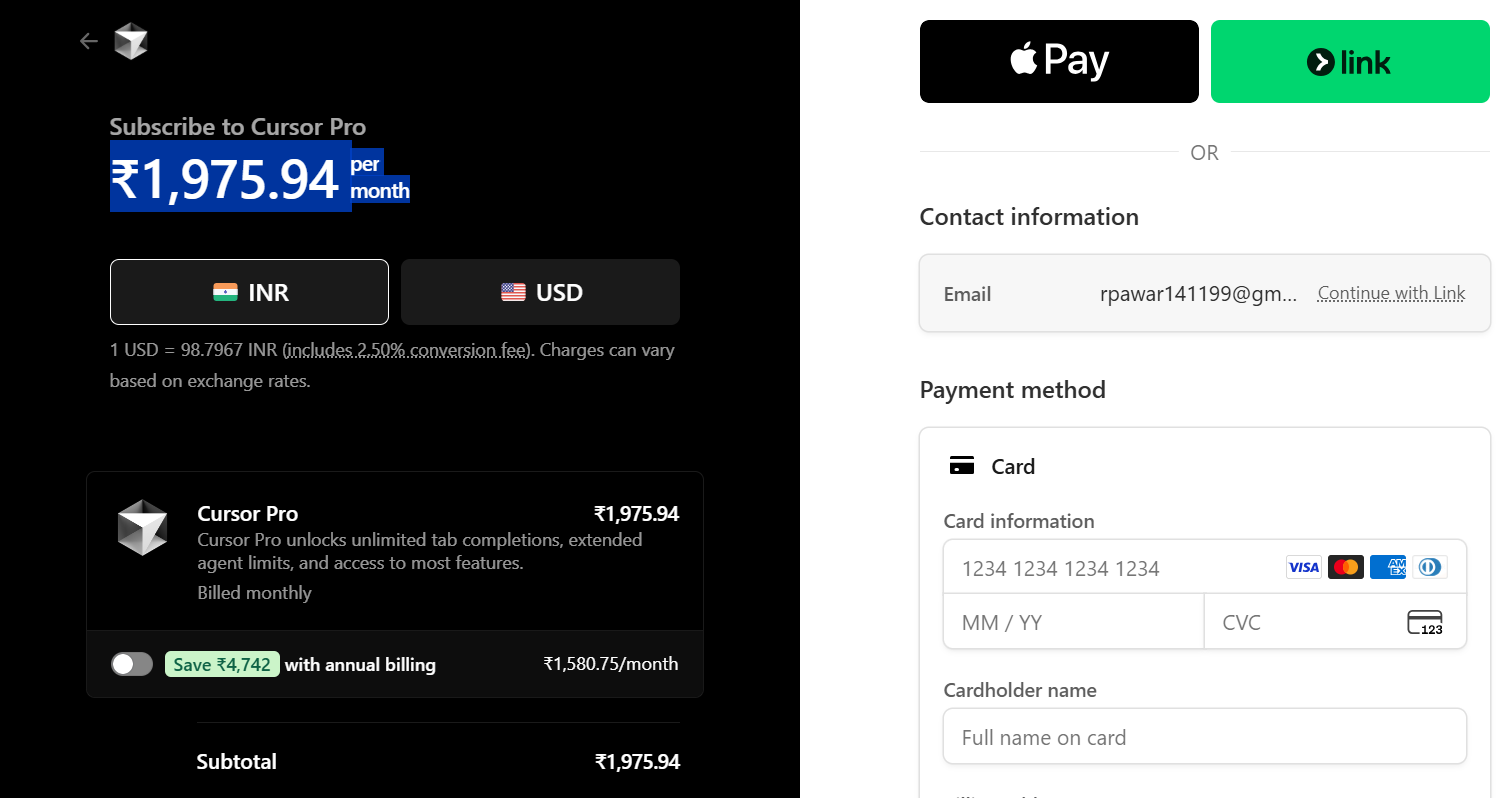 Subscribe to Cursor Pro
₹1,975.94 per month
INR
USD
1 USD = 98.7967 INR (includes 2.50% conversion fee). Charges can vary
based on exchange rates.
Cursor Pro ₹1,975.94
Cursor Pro unlocks unlimited tab completions, extended
agent limits, and access to most features.
Billed monthly
Save ₹4,742 with annual billing ₹1,580.75/month
Subtotal ₹1,975.94
Pay
link
OR
Contact information
Email rpawar141199@gm... Continue with Link
Payment method
Card
Card information
1234 1234 1234 1234 VISA AMEX
MM / YY
CVC 123
Cardholder name
Full name on card